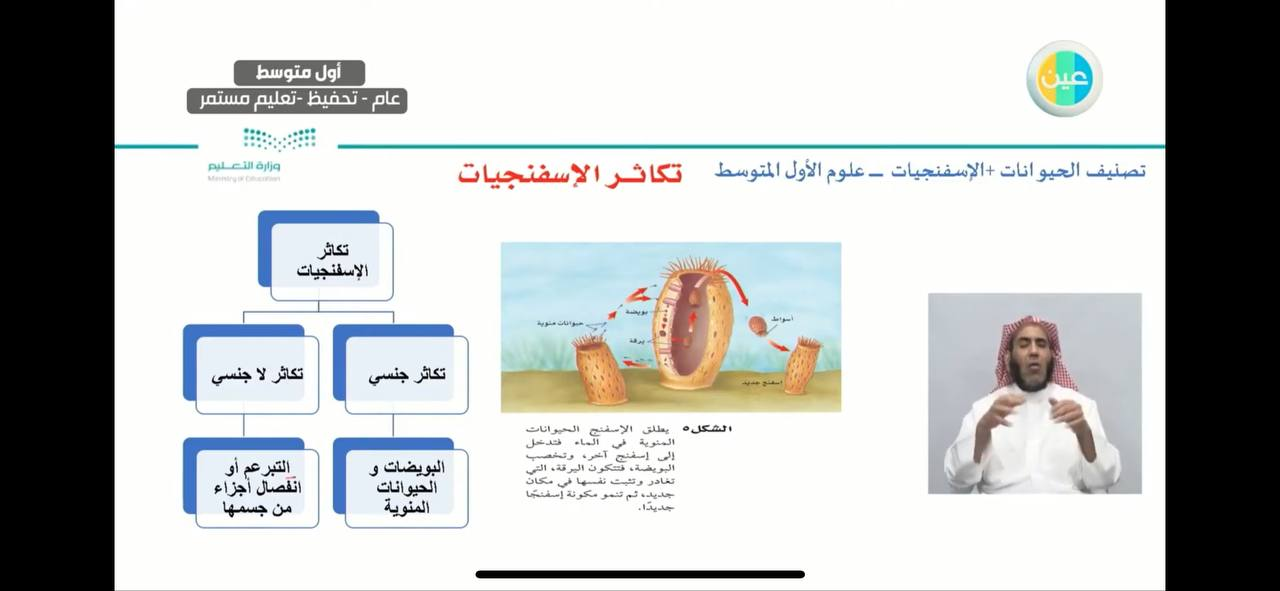 أول متوسط
عام - تحفيظ -تعليم مستمر
عين
وزارة التعليم
Ministry of Education
تصنيف الحيوانات +الإسفنجيات – علوم الأول المتوسط
تكاثر الإسفنجيات
تكاثر
الإسفنجيات
تكاثر جنسي
تكاثر لا جنسي
البويضات و
الحيوانات
المنوية
التبرعم أو
انفصال أجزاء
من جسمها
بويضة
حيوانات منوية
يرقة
أسواط
إسفنج جديد
الشكل ٥ يطلق الإسفنج الحيوانات
المنوية في الماء فتدخل
إلى إسفنج آخر، وتخصب
البويضة، فتتكون اليرقة، التي
تغادر وتثبت نفسها في مكان
جديد، ثم تنمو مكونة إسفنجًا
جديدًا.